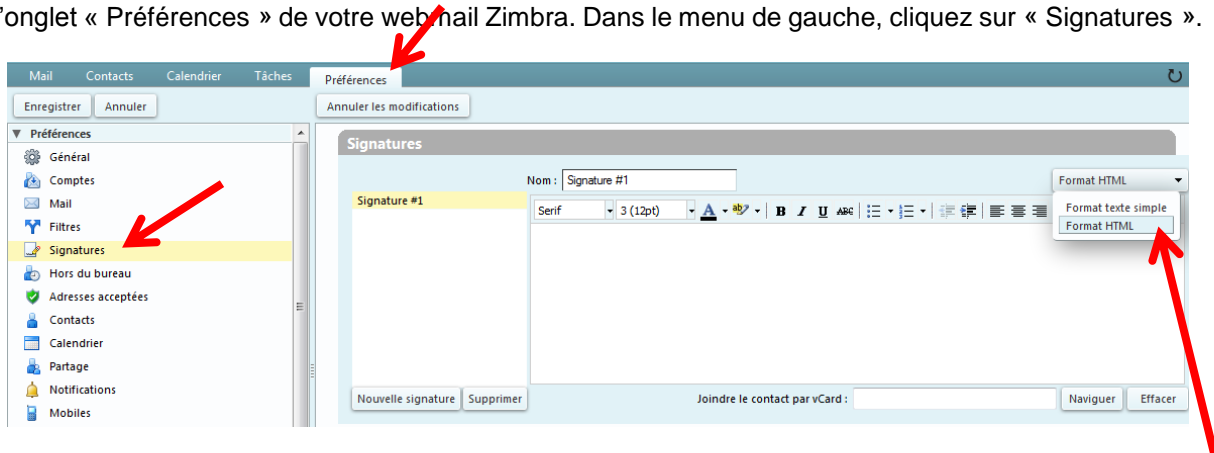 ’onglet « Préférences » de votre webmail Zimbra. Dans le menu de gauche, cliquez sur « Signatures ».
Mail Contacts Calendrier Tâches Préférences
Enregistrer Annuler Annuler les modifications
Préférences
Général
Comptes
Mail
Filtres
Signatures
Hors du bureau
Adresses acceptées
Contacts
Calendrier
Partage
Notifications
Mobiles
Signatures
Nom : Signature #1 Format HTML
Signature #1
Serif 3 (12pt) A ab B I U ABC
Format texte simple
Format HTML
Nouvelle signature Supprimer Joindre le contact par vCard : Naviguer Effacer